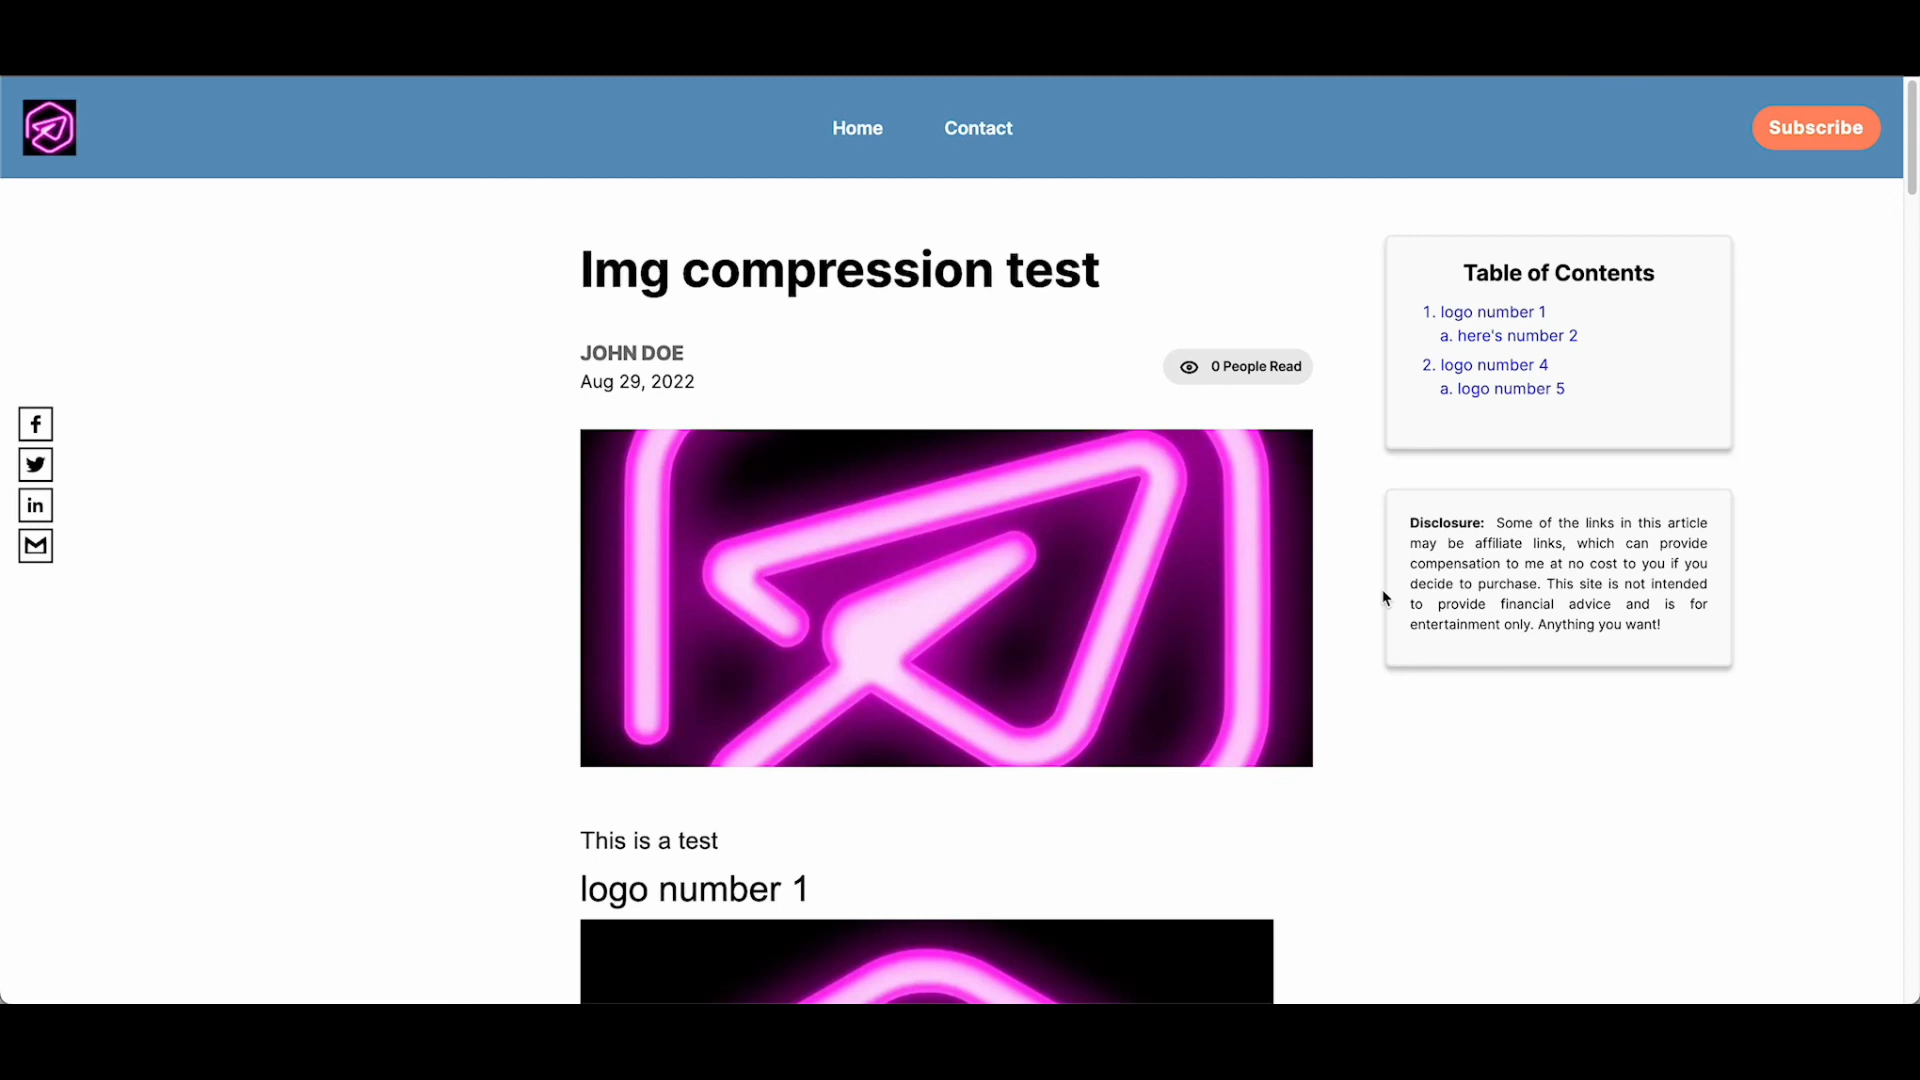 Home Contact Subscribe
Img compression test
JOHN DOE
Aug 29, 2022
0 People Read
This is a test
logo number 1
Table of Contents
1. logo number 1
a. here's number 2
2. logo number 4
a. logo number 5
Disclosure: Some of the links in this article
may be affiliate links, which can provide
compensation to me at no cost to you if you
decide to purchase. This site is not intended
to provide financial advice and is for
entertainment only. Anything you want!